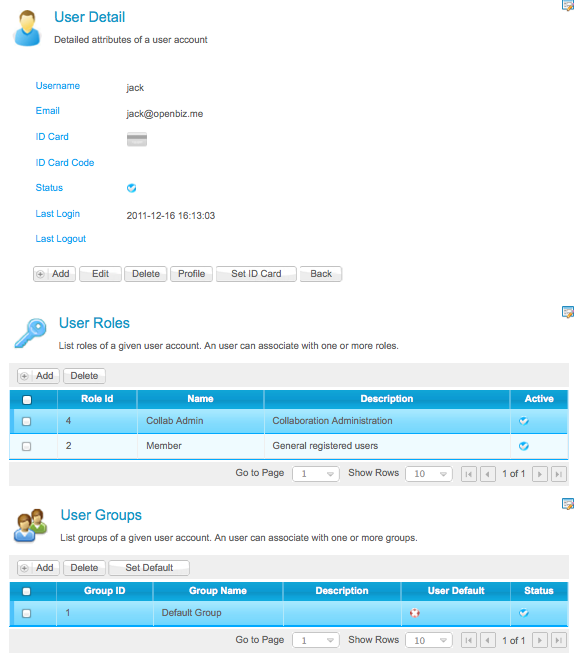 User Detail
Detailed attributes of a user account
Username jack
Email jack@openbiz.me
ID Card
ID Card Code
Status
Last Login 2011-12-16 16:13:03
Last Logout
Add Edit Delete Profile Set ID Card Back
User Roles
List roles of a given user account. An user can associate with one or more roles.
Add Delete
Role Id Name Description Active
4 Collab Admin Collaboration Administration
2 Member General registered users
Go to Page 1 Show Rows 10 1 of 1
User Groups
List groups of a given user account. An user can associate with one or more groups.
Add Delete Set Default
Group ID Group Name Description User Default Status
1 Default Group
Go to Page 1 Show Rows 10 1 of 1